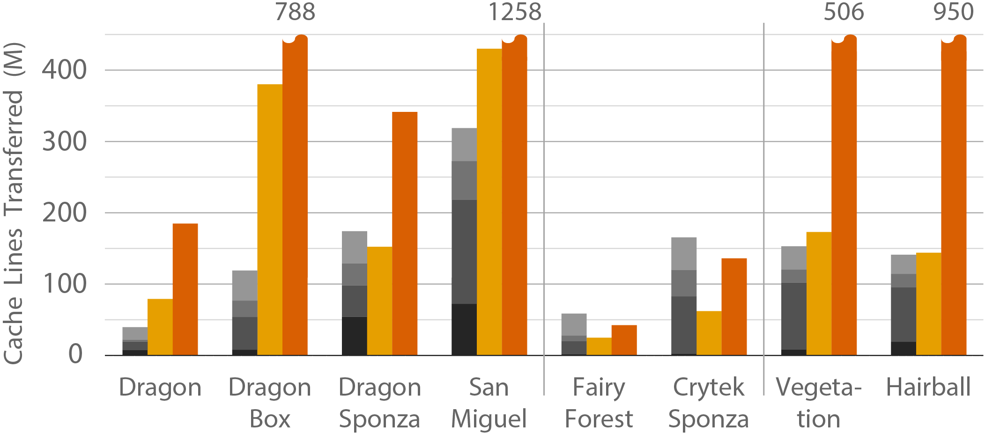 788 1258 506 950
Cache Lines Transferred (M)
400
300
200
100
0
Dragon Dragon Dragon San Fairy Crytek Vegeta- Hairball
Box Sponza Miguel Forest Sponza tion